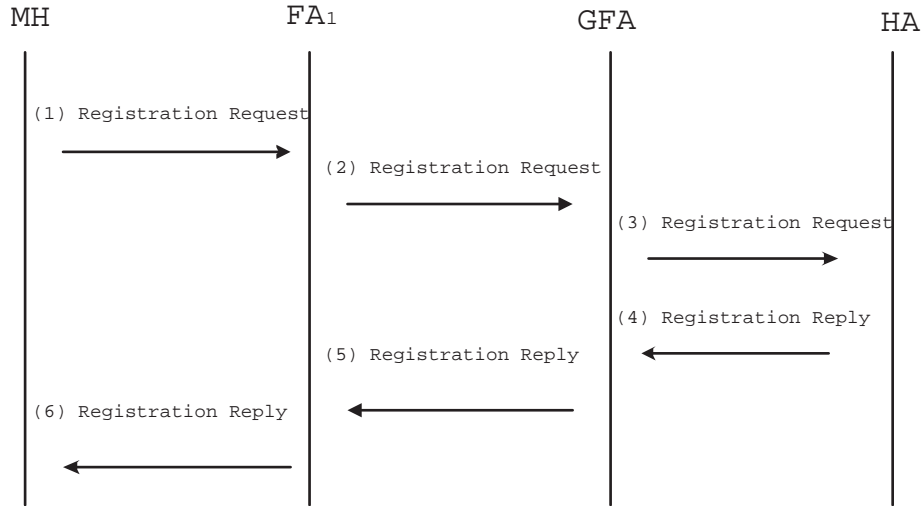 MH FA1 GFA HA
(1) Registration Request
(2) Registration Request
(3) Registration Request
(4) Registration Reply
(5) Registration Reply
(6) Registration Reply